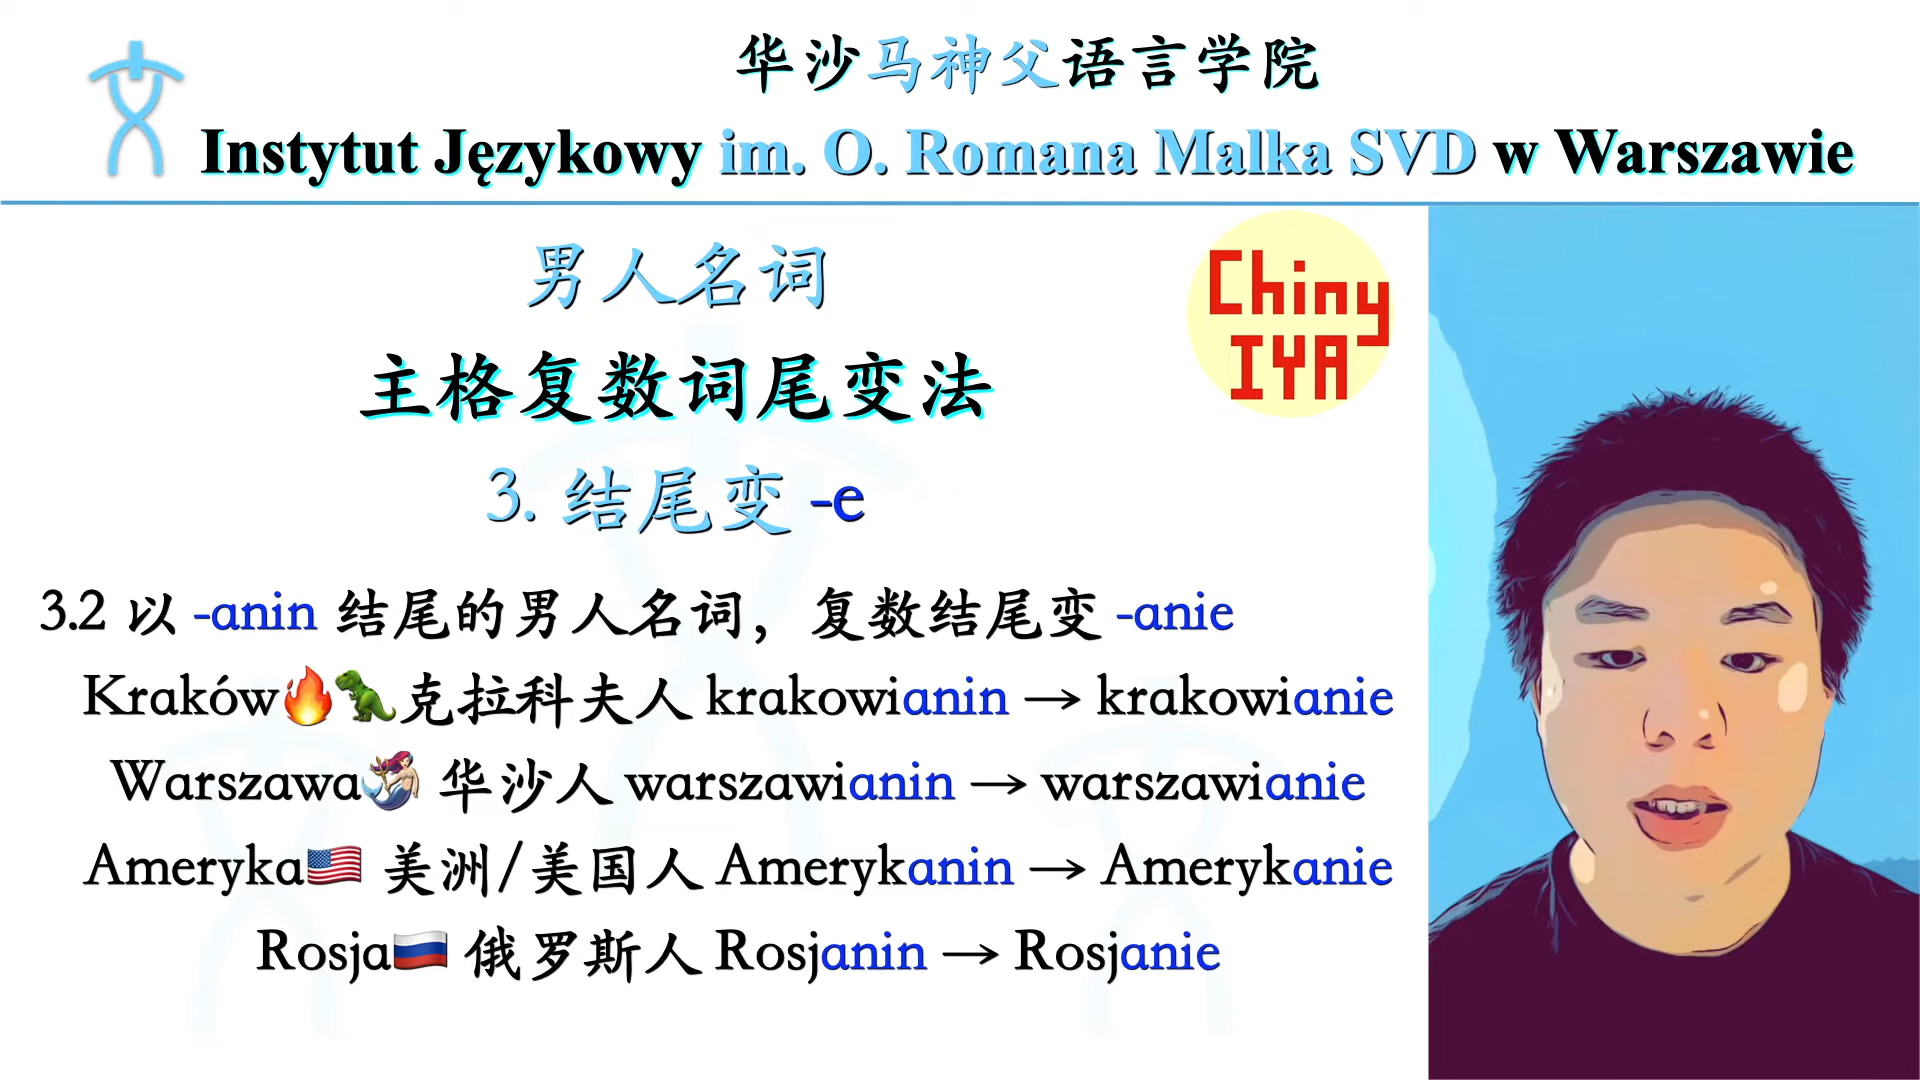 华沙马神父语言学院
Instytut Językowy im. O. Romana Malka SVD w Warszawie
男人名词
主格复数词尾变法
3. 结尾变 -e
Chiny
IYA
3.2 以 -anin 结尾的男人名词，复数结尾变 -anie
Kraków🔥🦖克拉科夫人 krakowianin → krakowianie
Warszawa🧜‍♀️ 华沙人 warszawianin → warszawianie
Ameryka🇺🇸 美洲/美国人 Amerykanin → Amerykanie
Rosja🇷🇺 俄罗斯人 Rosjanin → Rosjanie